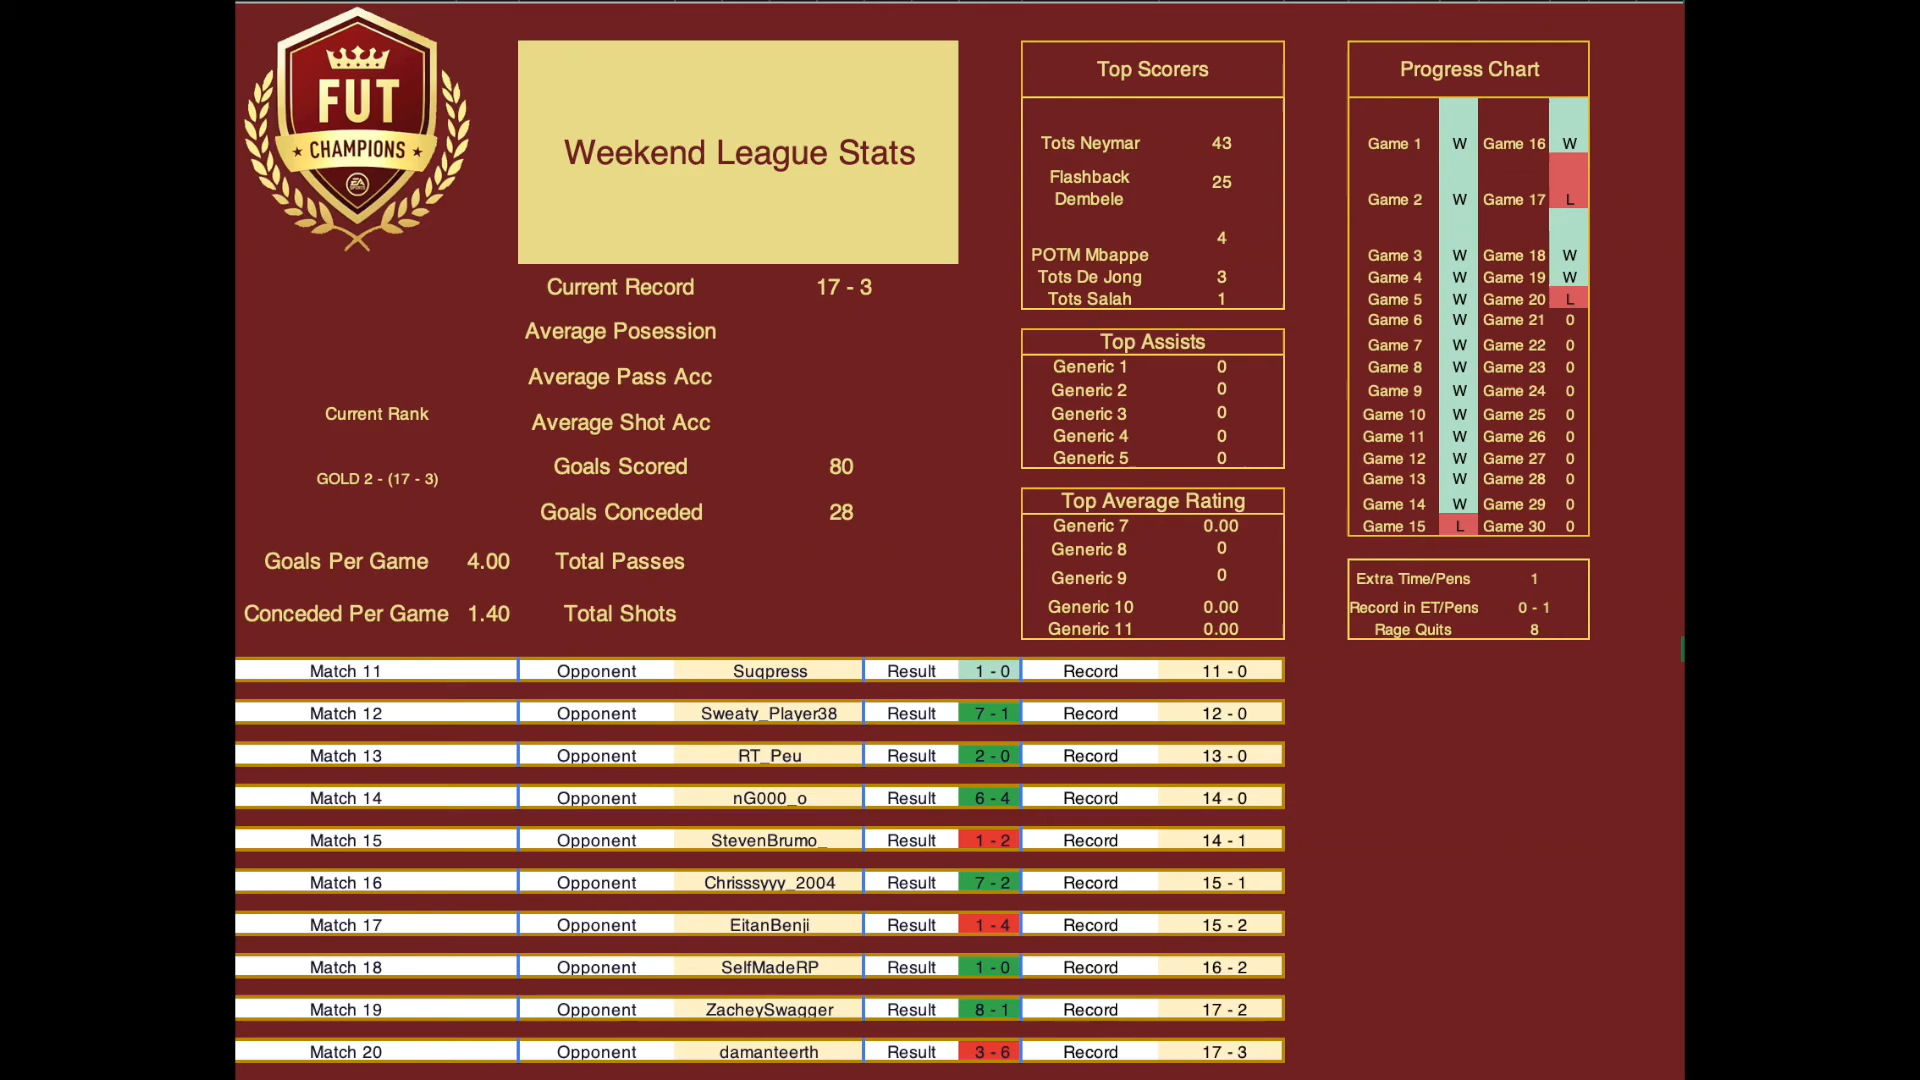 FUT
CHAMPIONS
EA
SPORTS
Weekend League Stats
Current Record 17 - 3
Average Posession
Average Pass Acc
Average Shot Acc
Goals Scored 80
Goals Conceded 28
Current Rank
GOLD 2 - (17 - 3)
Goals Per Game 4.00 Total Passes
Conceded Per Game 1.40 Total Shots
Top Scorers
Tots Neymar 43
Flashback
Dembele 25
POTM Mbappe 4
Tots De Jong 3
Tots Salah 1
Top Assists
Generic 1 0
Generic 2 0
Generic 3 0
Generic 4 0
Generic 5 0
Top Average Rating
Generic 7 0.00
Generic 8 0
Generic 9 0
Generic 10 0.00
Generic 11 0.00
Progress Chart
Game 1 W Game 16 W
Game 2 W Game 17 L
Game 3 W Game 18 W
Game 4 W Game 19 W
Game 5 W Game 20 L
Game 6 W Game 21 0
Game 7 W Game 22 0
Game 8 W Game 23 0
Game 9 W Game 24 0
Game 10 W Game 25 0
Game 11 W Game 26 0
Game 12 W Game 27 0
Game 13 W Game 28 0
Game 14 W Game 29 0
Game 15 L Game 30 0
Extra Time/Pens 1
Record in ET/Pens 0 - 1
Rage Quits 8
Match 11 Opponent Suqpress Result 1 - 0 Record 11 - 0
Match 12 Opponent Sweaty_Player38 Result 7 - 1 Record 12 - 0
Match 13 Opponent RT_Peu Result 2 - 0 Record 13 - 0
Match 14 Opponent nG000_o Result 6 - 4 Record 14 - 0
Match 15 Opponent StevenBrumo_ Result 1 - 2 Record 14 - 1
Match 16 Opponent Chrisssyyy_2004 Result 7 - 2 Record 15 - 1
Match 17 Opponent EitanBenji Result 1 - 4 Record 15 - 2
Match 18 Opponent SelfMadeRP Result 1 - 0 Record 16 - 2
Match 19 Opponent ZacheySwagger Result 8 - 1 Record 17 - 2
Match 20 Opponent damanteerth Result 3 - 6 Record 17 - 3